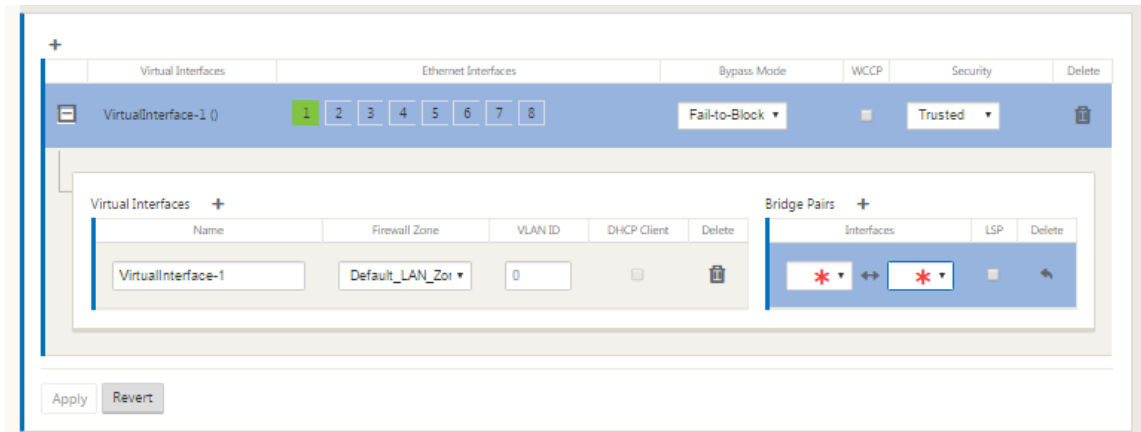 +
Virtual Interfaces Ethernet Interfaces Bypass Mode WCCP Security Delete
VirtualInterface-1 () 1 2 3 4 5 6 7 8 Fail-to-Block Trusted
Virtual Interfaces + Bridge Pairs +
Name Firewall Zone VLAN ID DHCP Client Delete Interfaces LSP Delete
VirtualInterface-1 Default_LAN_Zor 0 * *
Apply Revert